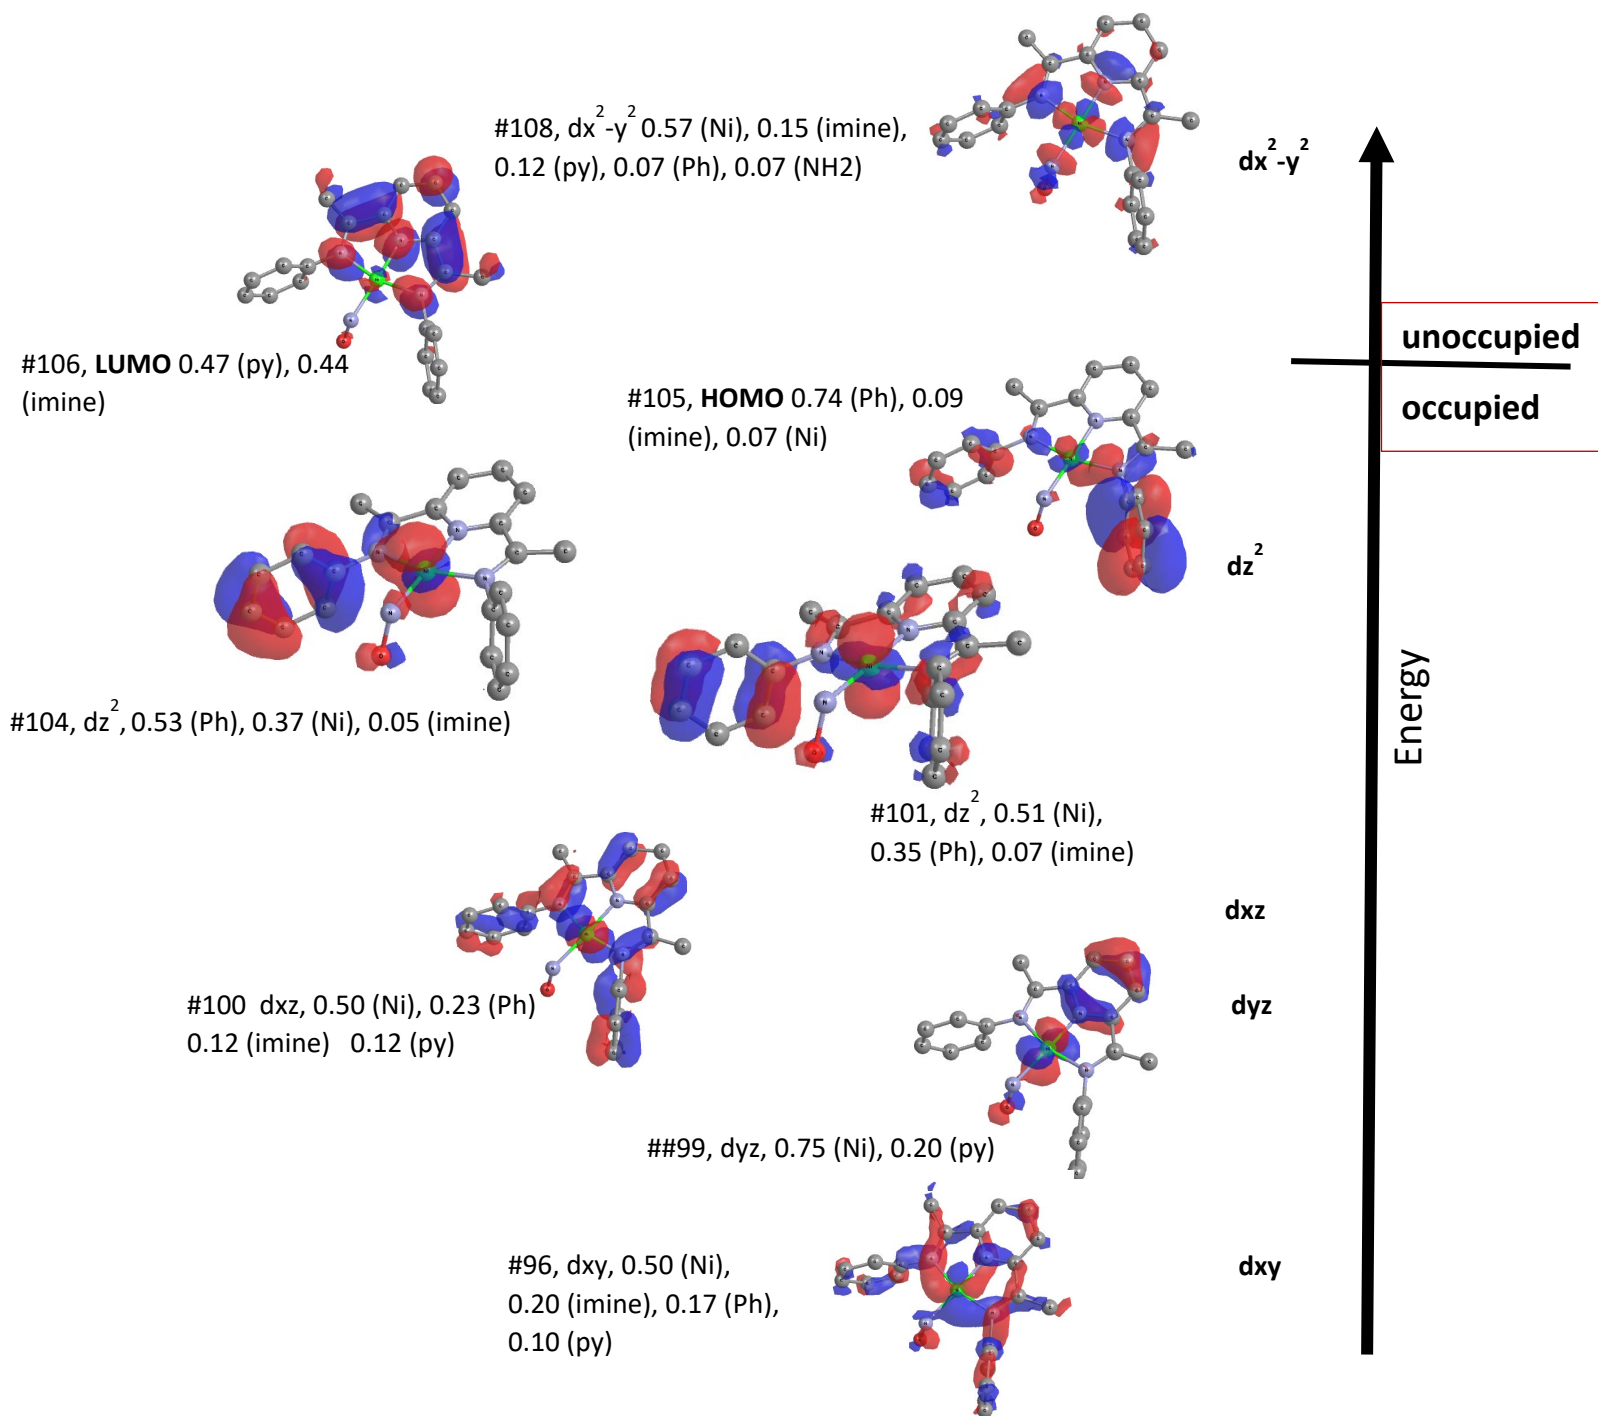 #108, dx²-y² 0.57 (Ni), 0.15 (imine),
0.12 (py), 0.07 (Ph), 0.07 (NH2)
dx²-y²
#106, LUMO 0.47 (py), 0.44
(imine)
unoccupied
occupied
#105, HOMO 0.74 (Ph), 0.09
(imine), 0.07 (Ni)
dz²
#104, dz², 0.53 (Ph), 0.37 (Ni), 0.05 (imine)
#101, dz², 0.51 (Ni),
0.35 (Ph), 0.07 (imine)
Energy
dxz
#100 dxz, 0.50 (Ni), 0.23 (Ph)
0.12 (imine) 0.12 (py)
dyz
##99, dyz, 0.75 (Ni), 0.20 (py)
#96, dxy, 0.50 (Ni),
0.20 (imine), 0.17 (Ph),
0.10 (py)
dxy